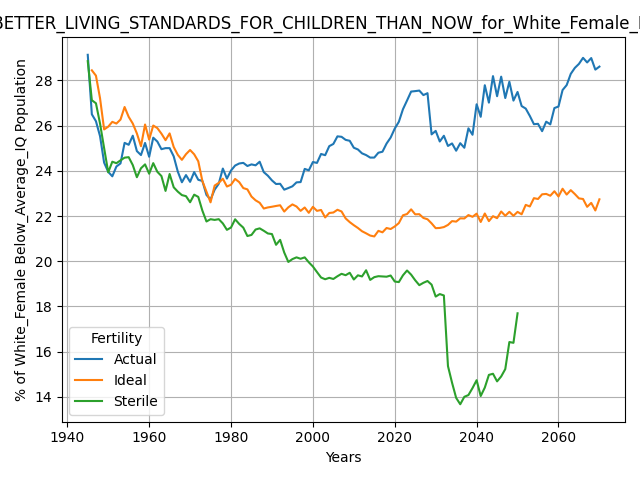 BETTER_LIVING_STANDARDS_FOR_CHILDREN_THAN_NOW_for_White_Female_
% of White_Female Below_Average_IQ Population
28
26
24
22
20
18
16
14
Fertility
Actual
Ideal
Sterile
1940 1960 1980 2000 2020 2040 2060
Years